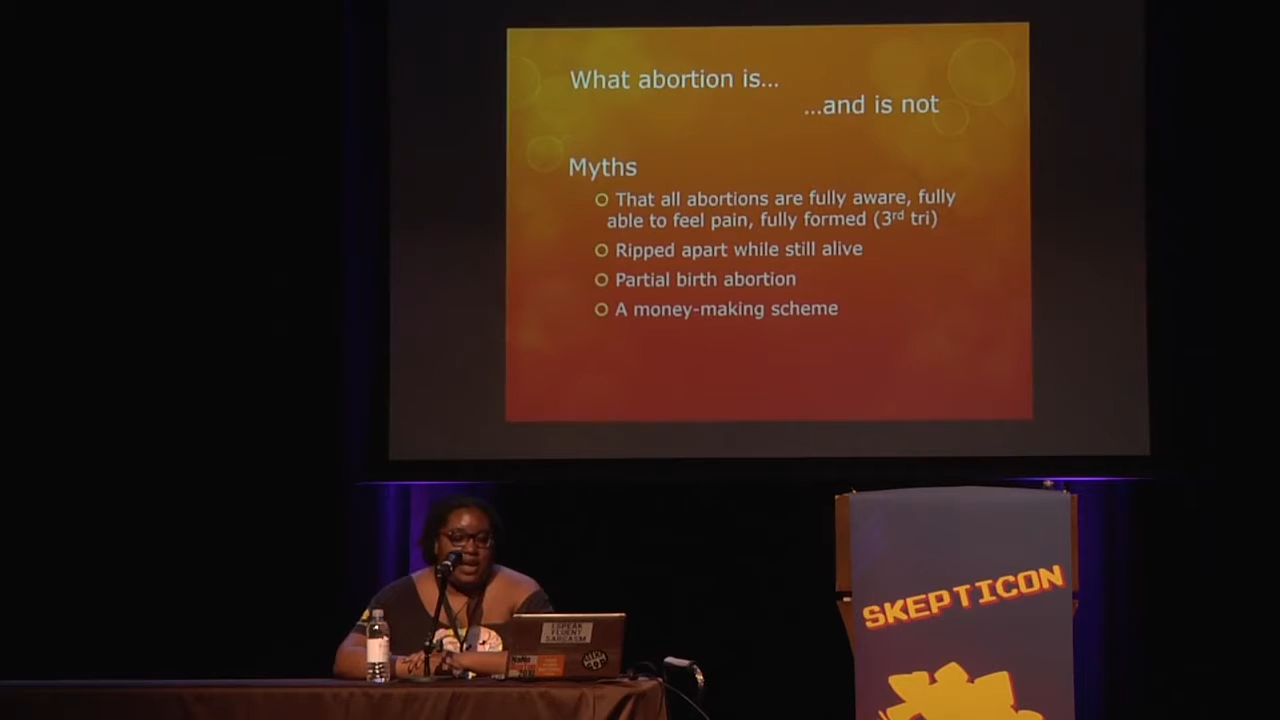 What abortion is…
…and is not
Myths
That all abortions are fully aware, fully
able to feel pain, fully formed (3rd tri)
Ripped apart while still alive
Partial birth abortion
A money-making scheme
SKEPTICON
I SPEAK
FLUENT
SARCASM